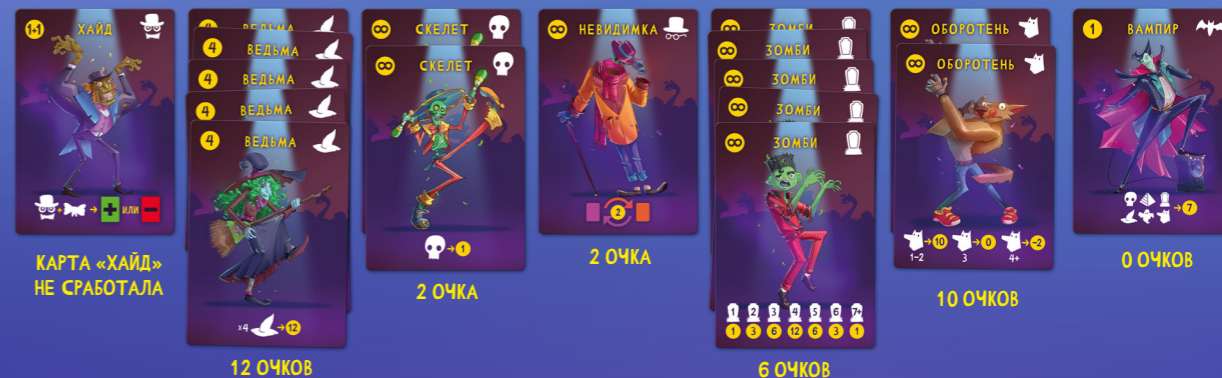 1-1 ХАЙД
или
КАРТА «ХАЙД»
НЕ СРАБОТАЛА
4 ВЕДЬМА
4 ВЕДЬМА
4 ВЕДЬМА
4 ВЕДЬМА
4 ВЕДЬМА
x4 → 12
12 ОЧКОВ
∞ СКЕЛЕТ
∞ СКЕЛЕТ
→ 1
2 ОЧКА
∞ НЕВИДИМКА
2
2 ОЧКА
∞ ЗОМБИ
∞ ЗОМБИ
∞ ЗОМБИ
∞ ЗОМБИ
∞ ЗОМБИ
1 2 3 4 5 6 7+
1 3 6 12 6 3 1
6 ОЧКОВ
∞ ОБОРОТЕНЬ
∞ ОБОРОТЕНЬ
→ 10 → 0 → -2
1-2 3 4+
10 ОЧКОВ
1 ВАМПИР
→ 7
0 ОЧКОВ